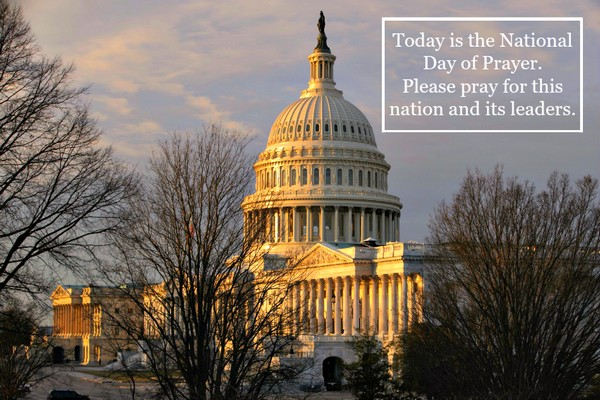 Today is the National
Day of Prayer.
Please pray for this
nation and its leaders.